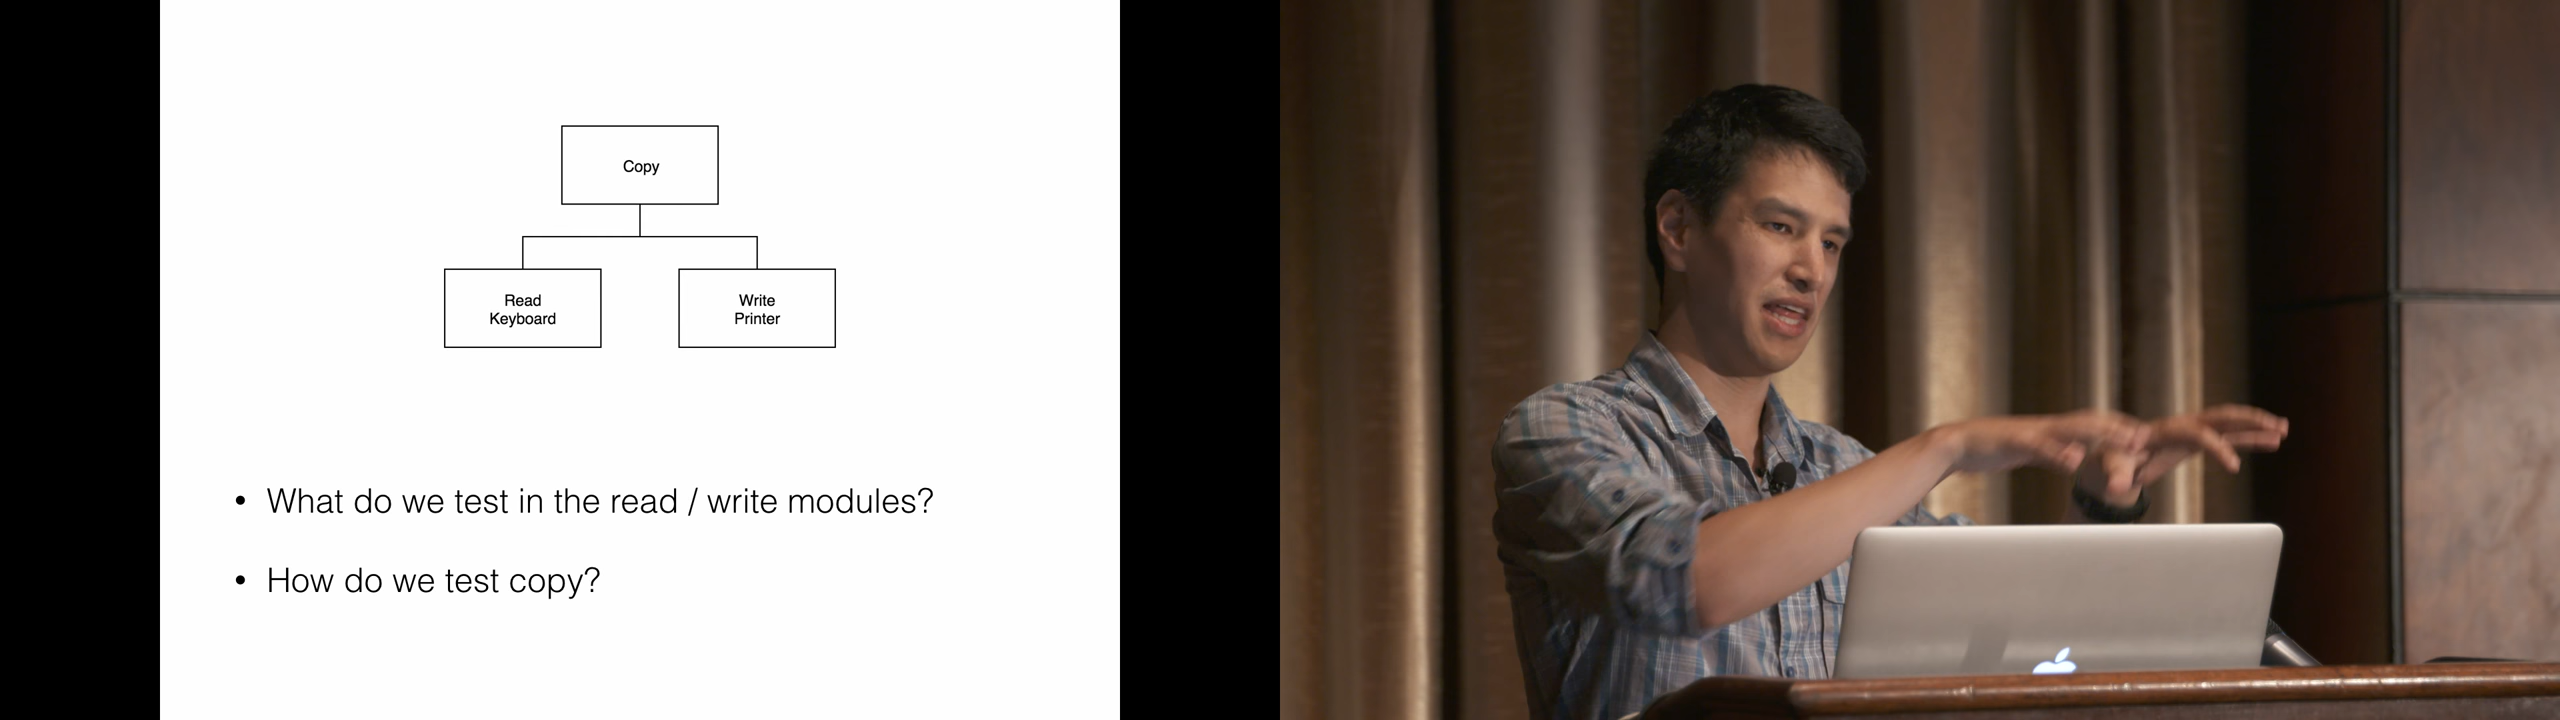 Copy
Read
Keyboard
Write
Printer
• What do we test in the read / write modules?
• How do we test copy?